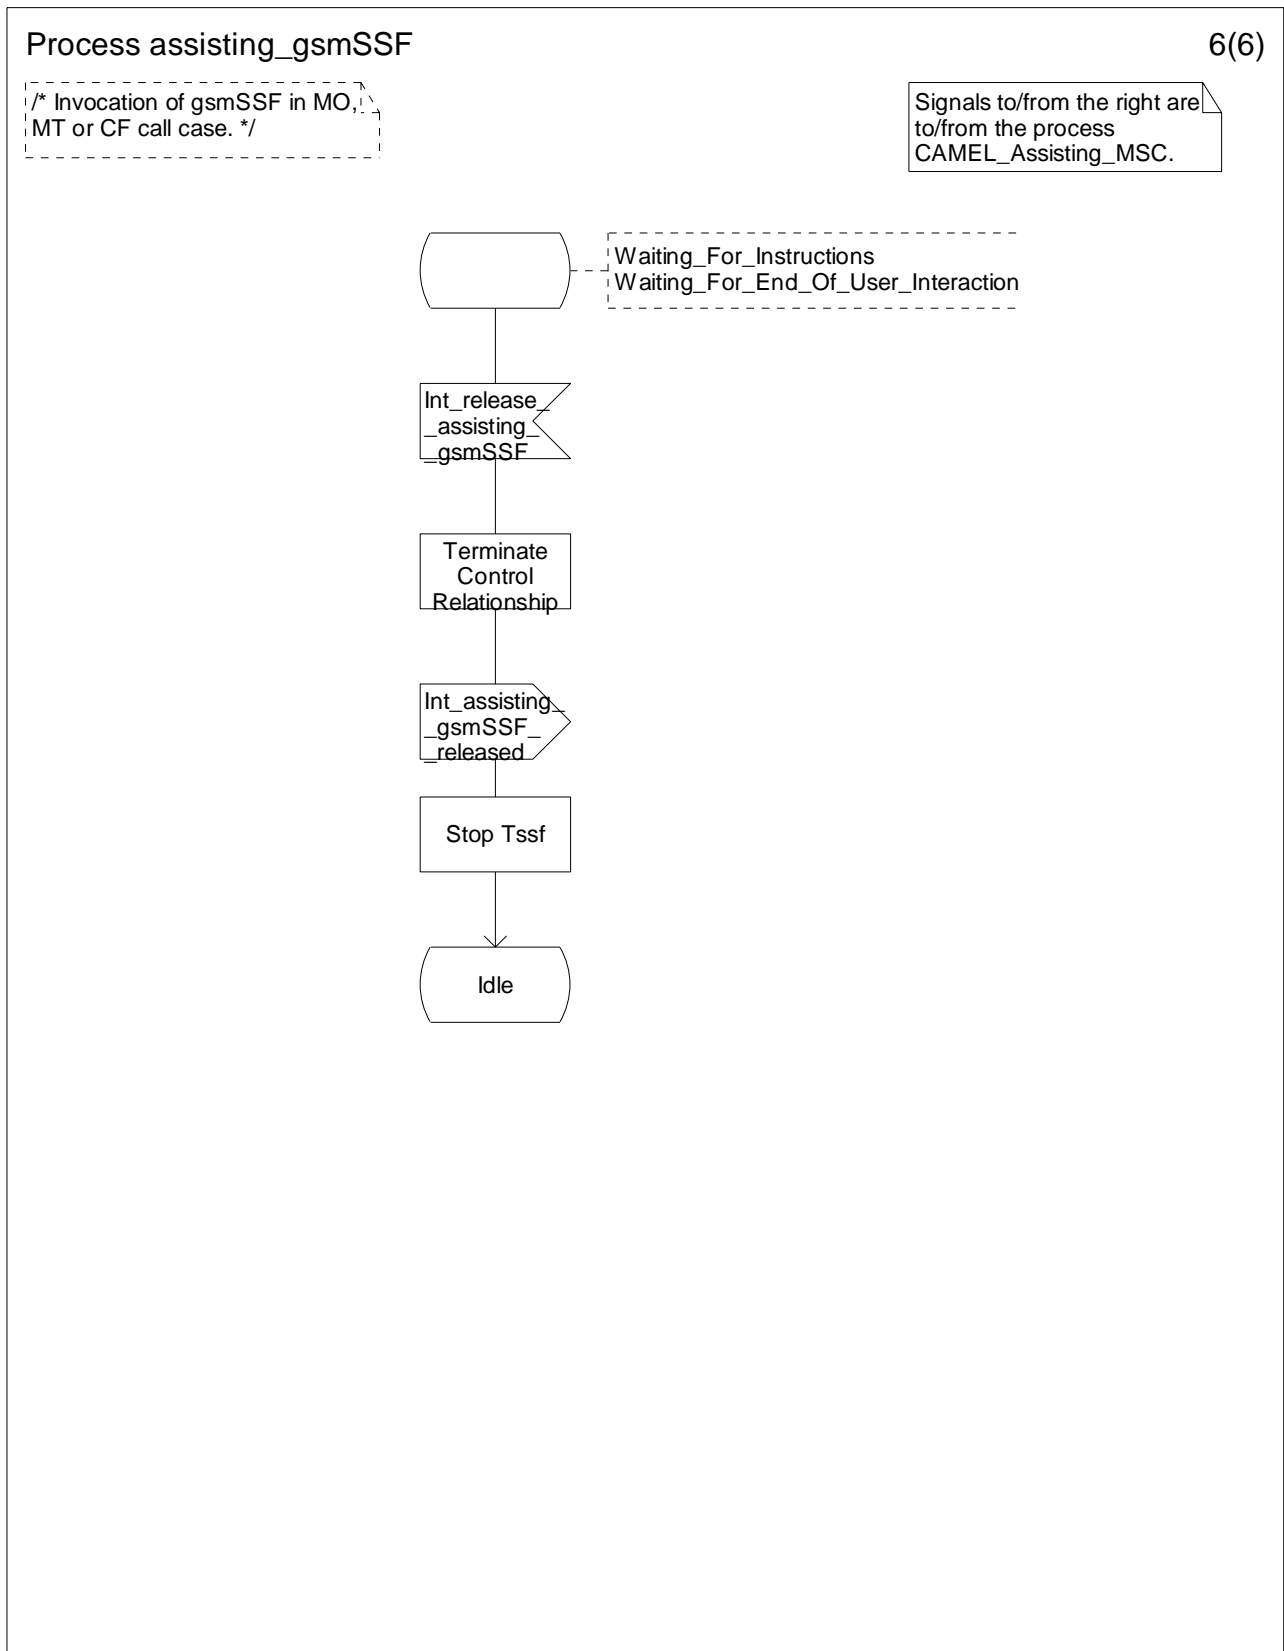 Process assisting_gsmSSF
6(6)
/* Invocation of gsmSSF in MO,
MT or CF call case. */
Signals to/from the right are
to/from the process
CAMEL_Assisting_MSC.
Waiting_For_Instructions
Waiting_For_End_Of_User_Interaction
Int_release_
_assisting_
_gsmSSF
Terminate
Control
Relationship
Int_assisting_
_gsmSSF_
_released
Stop Tssf
Idle